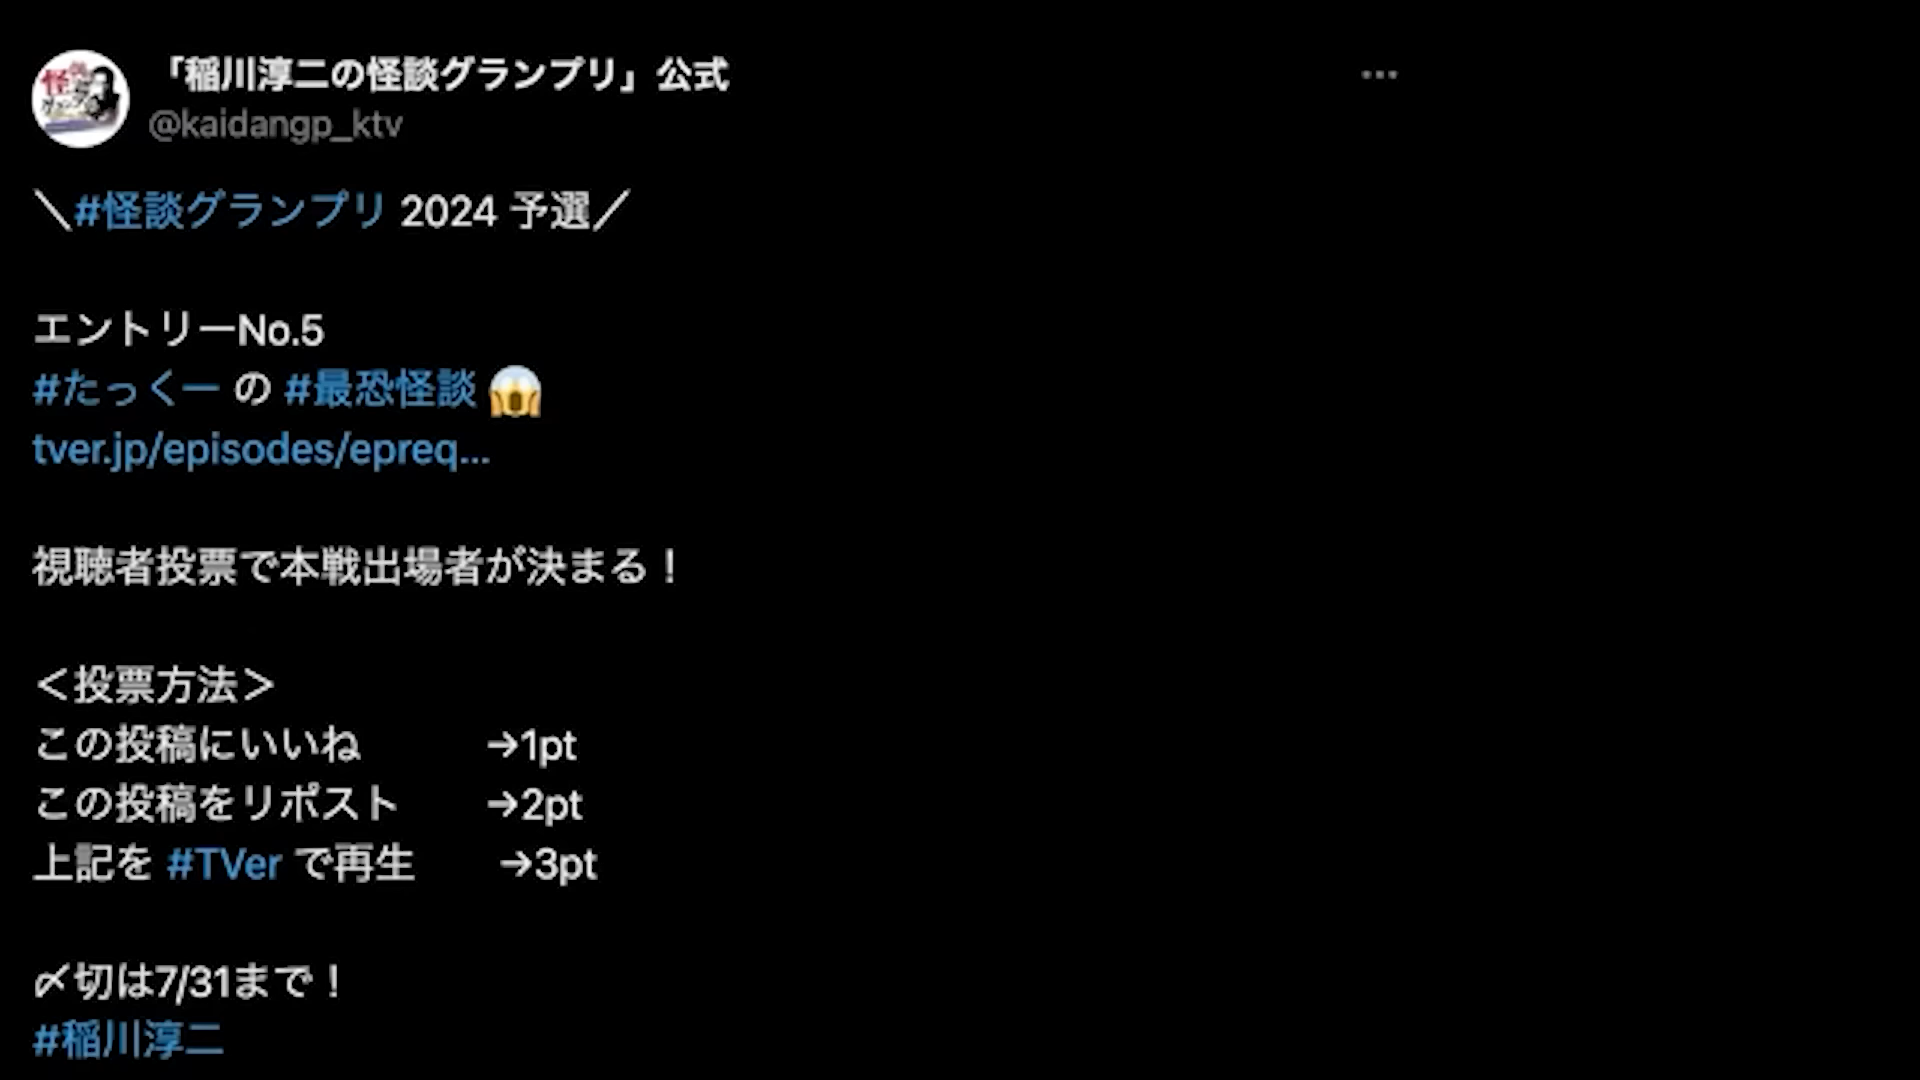 「稲川淳二の怪談グランプリ」公式
@kaidangp_ktv
＼#怪談グランプリ 2024 予選／
エントリーNo.5
#たっくー の #最恐怪談 😱
tver.jp/episodes/epreq...
視聴者投票で本戦出場者が決まる！
＜投票方法＞
この投稿にいいね　　　→1pt
この投稿をリポスト　　→2pt
上記を #TVer で再生　　→3pt
〆切は7/31まで！
#稲川淳二